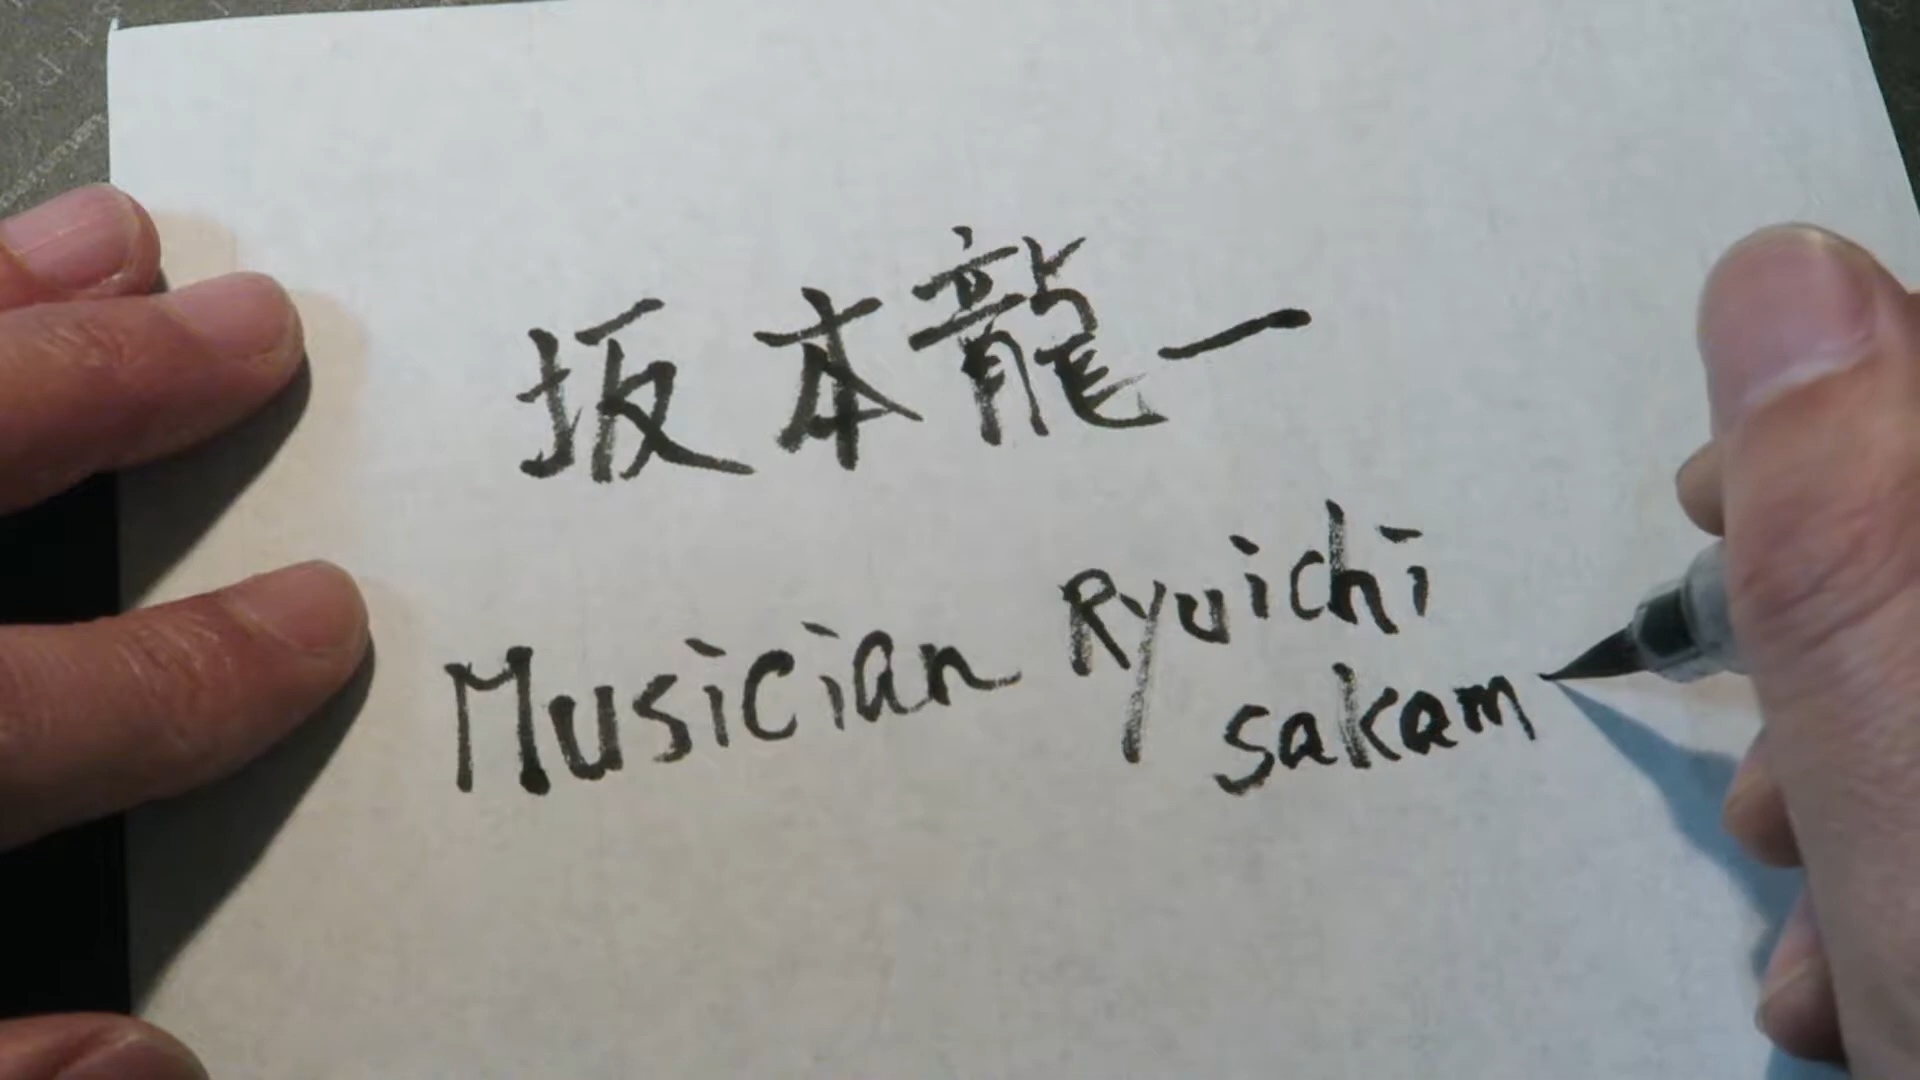 坂本龍一
Musician Ryuichi
sakam